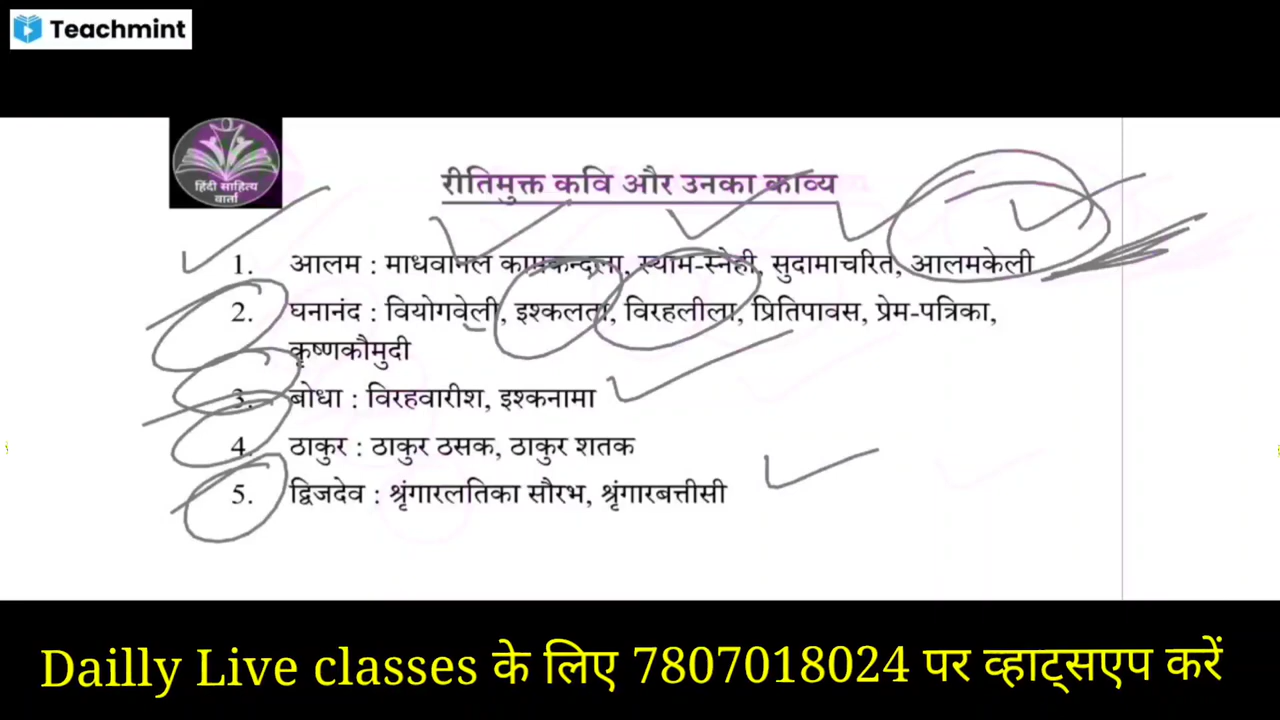 Teachmint
हिंदी साहित्य
वार्ता
रीतिमुक्त कवि और उनका काव्य
1. आलम : माधवानल कामकन्दला, स्याम-स्नेही, सुदामाचरित, आलमकेली
2. घनानंद : वियोगवेली, इश्कलता, विरहलीला, प्रितिपावस, प्रेम-पत्रिका,
कृष्णकौमुदी
3. बोधा : विरहवारीश, इश्कनामा
4. ठाकुर : ठाकुर ठसक, ठाकुर शतक
5. द्विजदेव : श्रृंगारलतिका सौरभ, श्रृंगारबत्तीसी
Dailly Live classes के लिए 7807018024 पर व्हाट्सएप करें